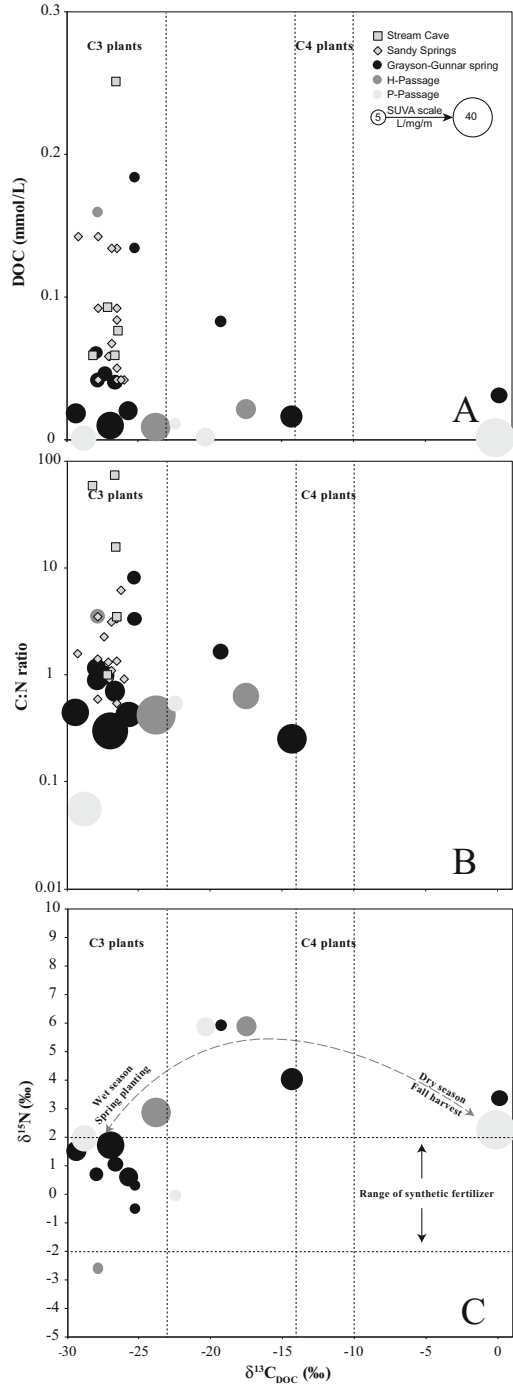 0.3
C3 plants
C4 plants
Stream Cave
Sandy Springs
Grayson-Gunnar spring
H-Passage
P-Passage
5
SUVA scale
L/mg/m
40
0.2
DOC (mmol/L)
0.1
A
0
100
C3 plants
C4 plants
10
C:N ratio
1
0.1
B
0.01
10
9
C3 plants
C4 plants
8
7
6
5
Wet season
Spring planting
Dry season
Fall harvest
4
δ15N (‰)
3
2
1
Range of synthetic fertilizer
0
-1
-2
-3
-4
C
-5
-30
-25
-20
-15
-10
-5
0
δ13CDOC (‰)